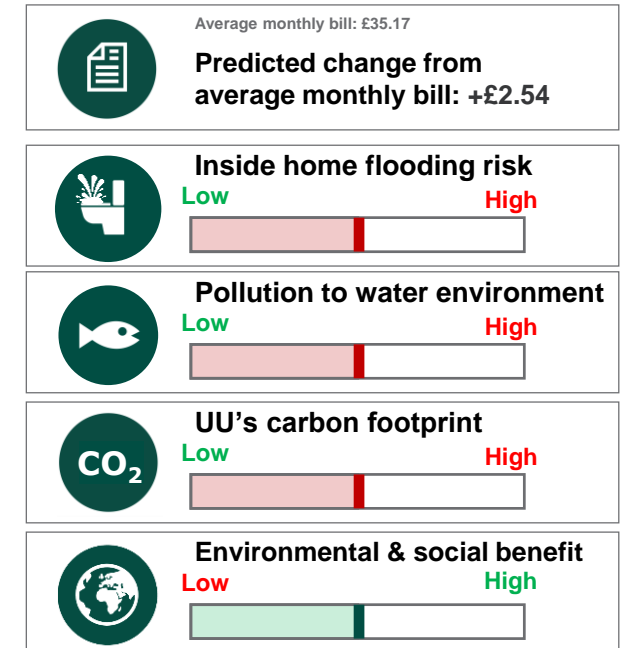 Average monthly bill: £35.17
Predicted change from
average monthly bill: +£2.54
Inside home flooding risk
Low High
Pollution to water environment
Low High
UU’s carbon footprint
Low High
CO₂
Environmental & social benefit
Low High